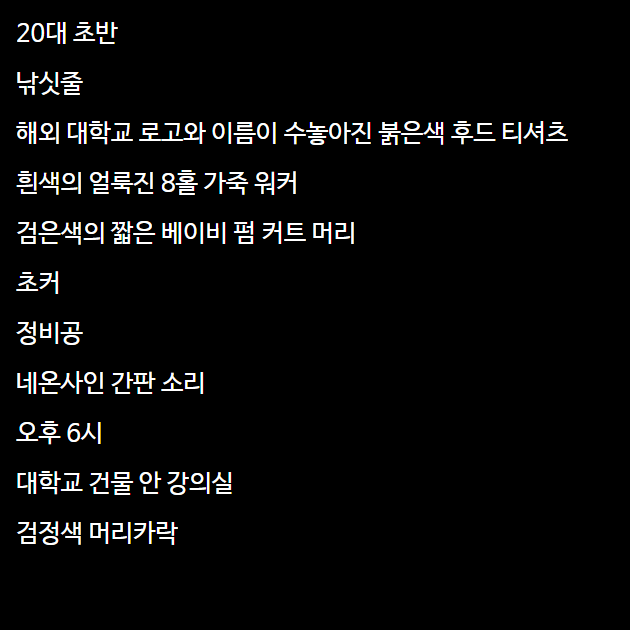 20대 초반
낚싯줄
해외 대학교 로고와 이름이 수놓아진 붉은색 후드 티셔츠
흰색의 얼룩진 8홀 가죽 워커
검은색의 짧은 베이비 펌 커트 머리
초커
정비공
네온사인 간판 소리
오후 6시
대학교 건물 안 강의실
검정색 머리카락